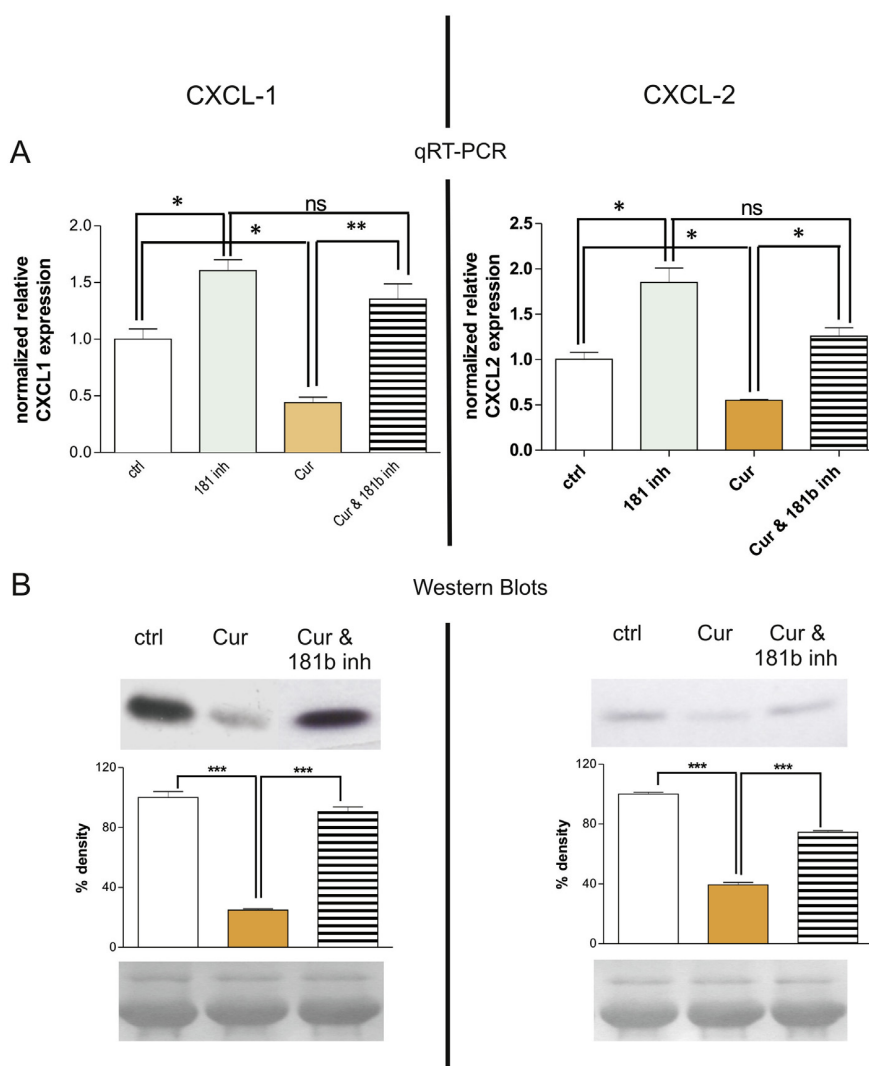 CXCL-1
CXCL-2
A
qRT-PCR
* ns
* **
normalized relative
CXCL1 expression
2.0
1.5
1.0
0.5
0.0
ctrl
181 inh
Cur
Cur & 181b inh
* ns
* *
normalized relative
CXCL2 expression
2.5
2.0
1.5
1.0
0.5
0.0
ctrl
181 inh
Cur
Cur & 181b inh
B
Western Blots
ctrl Cur Cur &
181b inh
*** ***
% density
120
80
40
0
ctrl Cur Cur &
181b inh
*** ***
% density
120
80
40
0